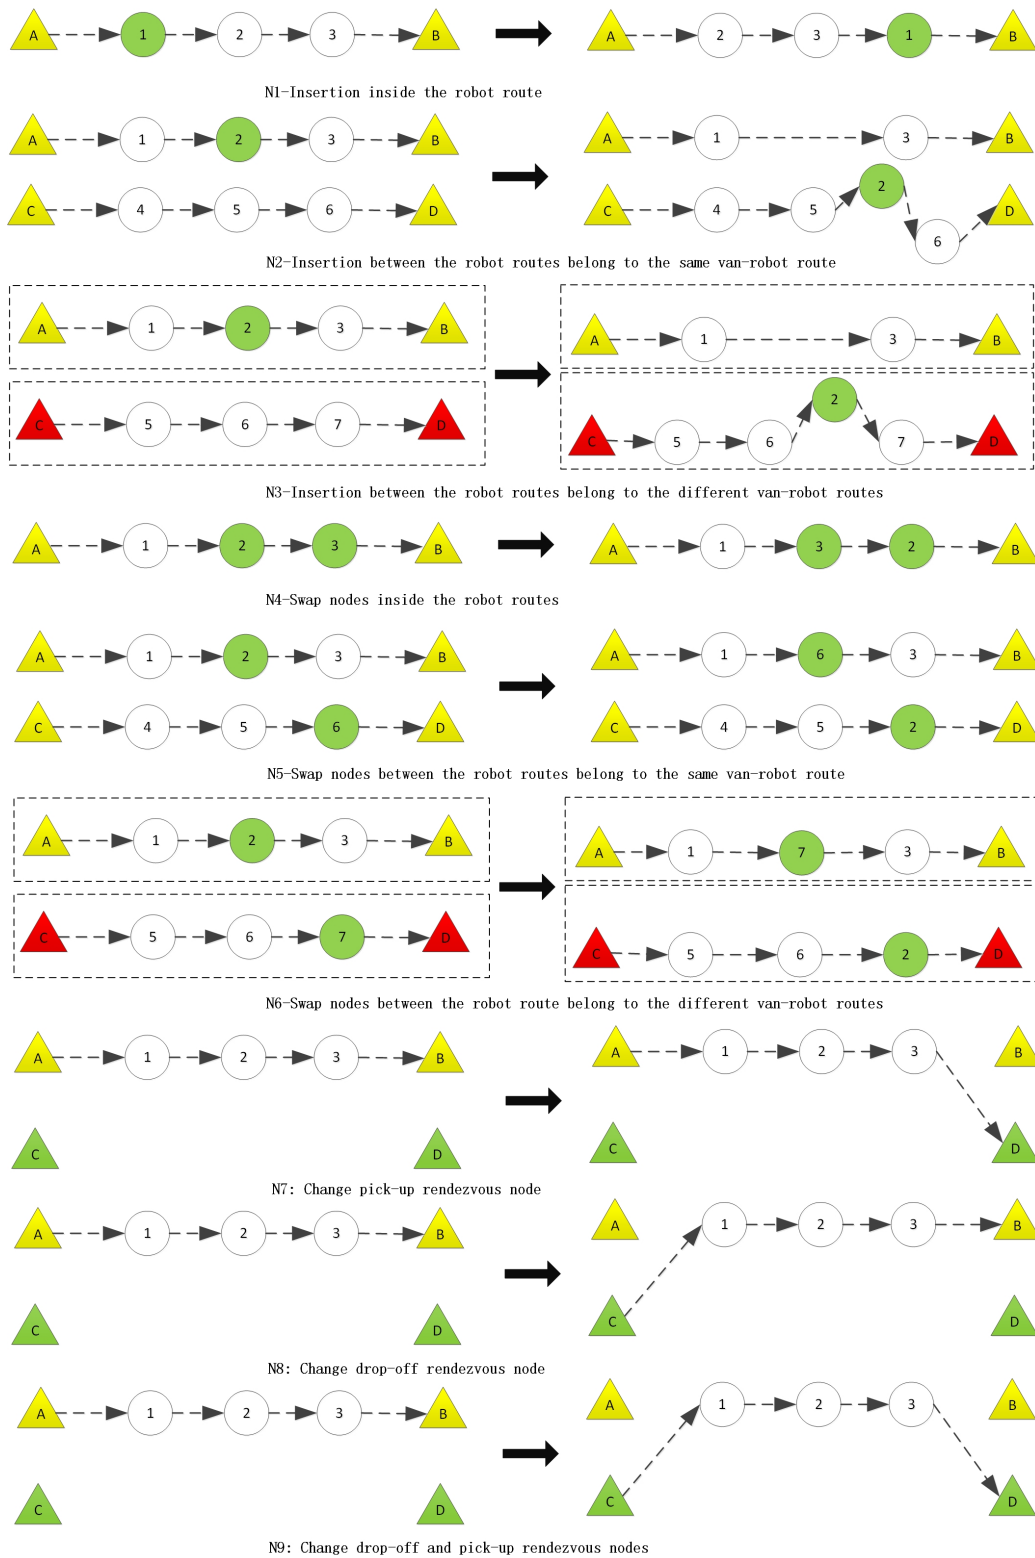 A 1 2 3 B A 2 3 1 B
N1-Insertion inside the robot route
A 1 2 3 B A 1 3 B
C 4 5 6 D C 4 5 2 6 D
N2-Insertion between the robot routes belong to the same van-robot route
A 1 2 3 B A 1 3 B
C 5 6 7 D C 5 6 2 7 D
N3-Insertion between the robot routes belong to the different van-robot routes
A 1 2 3 B A 1 3 2 B
N4-Swap nodes inside the robot routes
A 1 2 3 B A 1 6 3 B
C 4 5 6 D C 4 5 2 D
N5-Swap nodes between the robot routes belong to the same van-robot route
A 1 2 3 B A 1 7 3 B
C 5 6 7 D C 5 6 2 D
N6-Swap nodes between the robot route belong to the different van-robot routes
A 1 2 3 B A 1 2 3 B
C D C D
N7: Change pick-up rendezvous node
A 1 2 3 B A 1 2 3 B
C D C D
N8: Change drop-off rendezvous node
A 1 2 3 B A 1 2 3 B
C D C D
N9: Change drop-off and pick-up rendezvous nodes